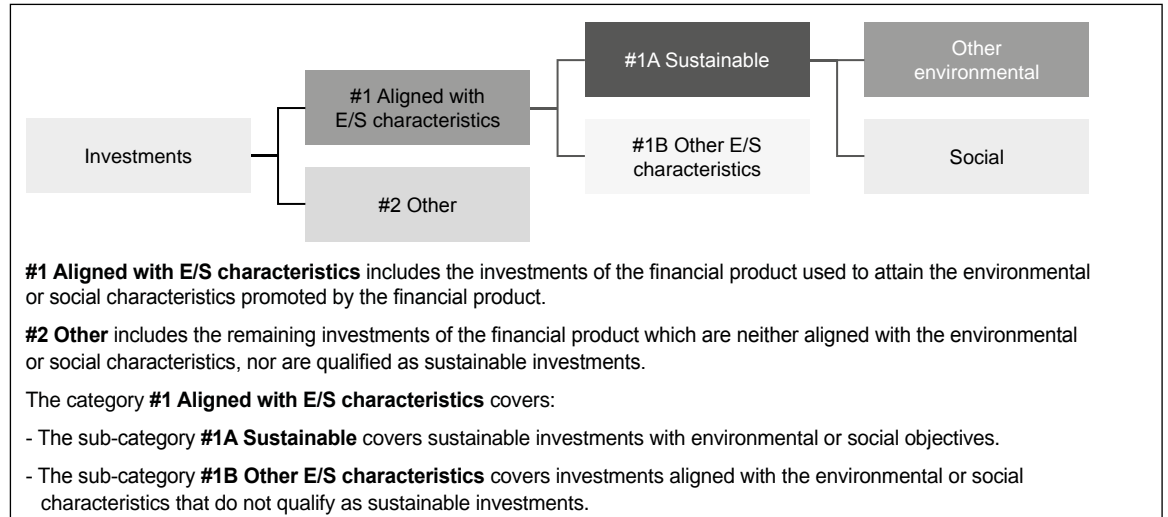 #1A Sustainable
Other
environmental
#1 Aligned with
E/S characteristics
Investments
#1B Other E/S
characteristics
Social
#2 Other
#1 Aligned with E/S characteristics includes the investments of the financial product used to attain the environmental
or social characteristics promoted by the financial product.
#2 Other includes the remaining investments of the financial product which are neither aligned with the environmental
or social characteristics, nor are qualified as sustainable investments.
The category #1 Aligned with E/S characteristics covers:
- The sub-category #1A Sustainable covers sustainable investments with environmental or social objectives.
- The sub-category #1B Other E/S characteristics covers investments aligned with the environmental or social
characteristics that do not qualify as sustainable investments.